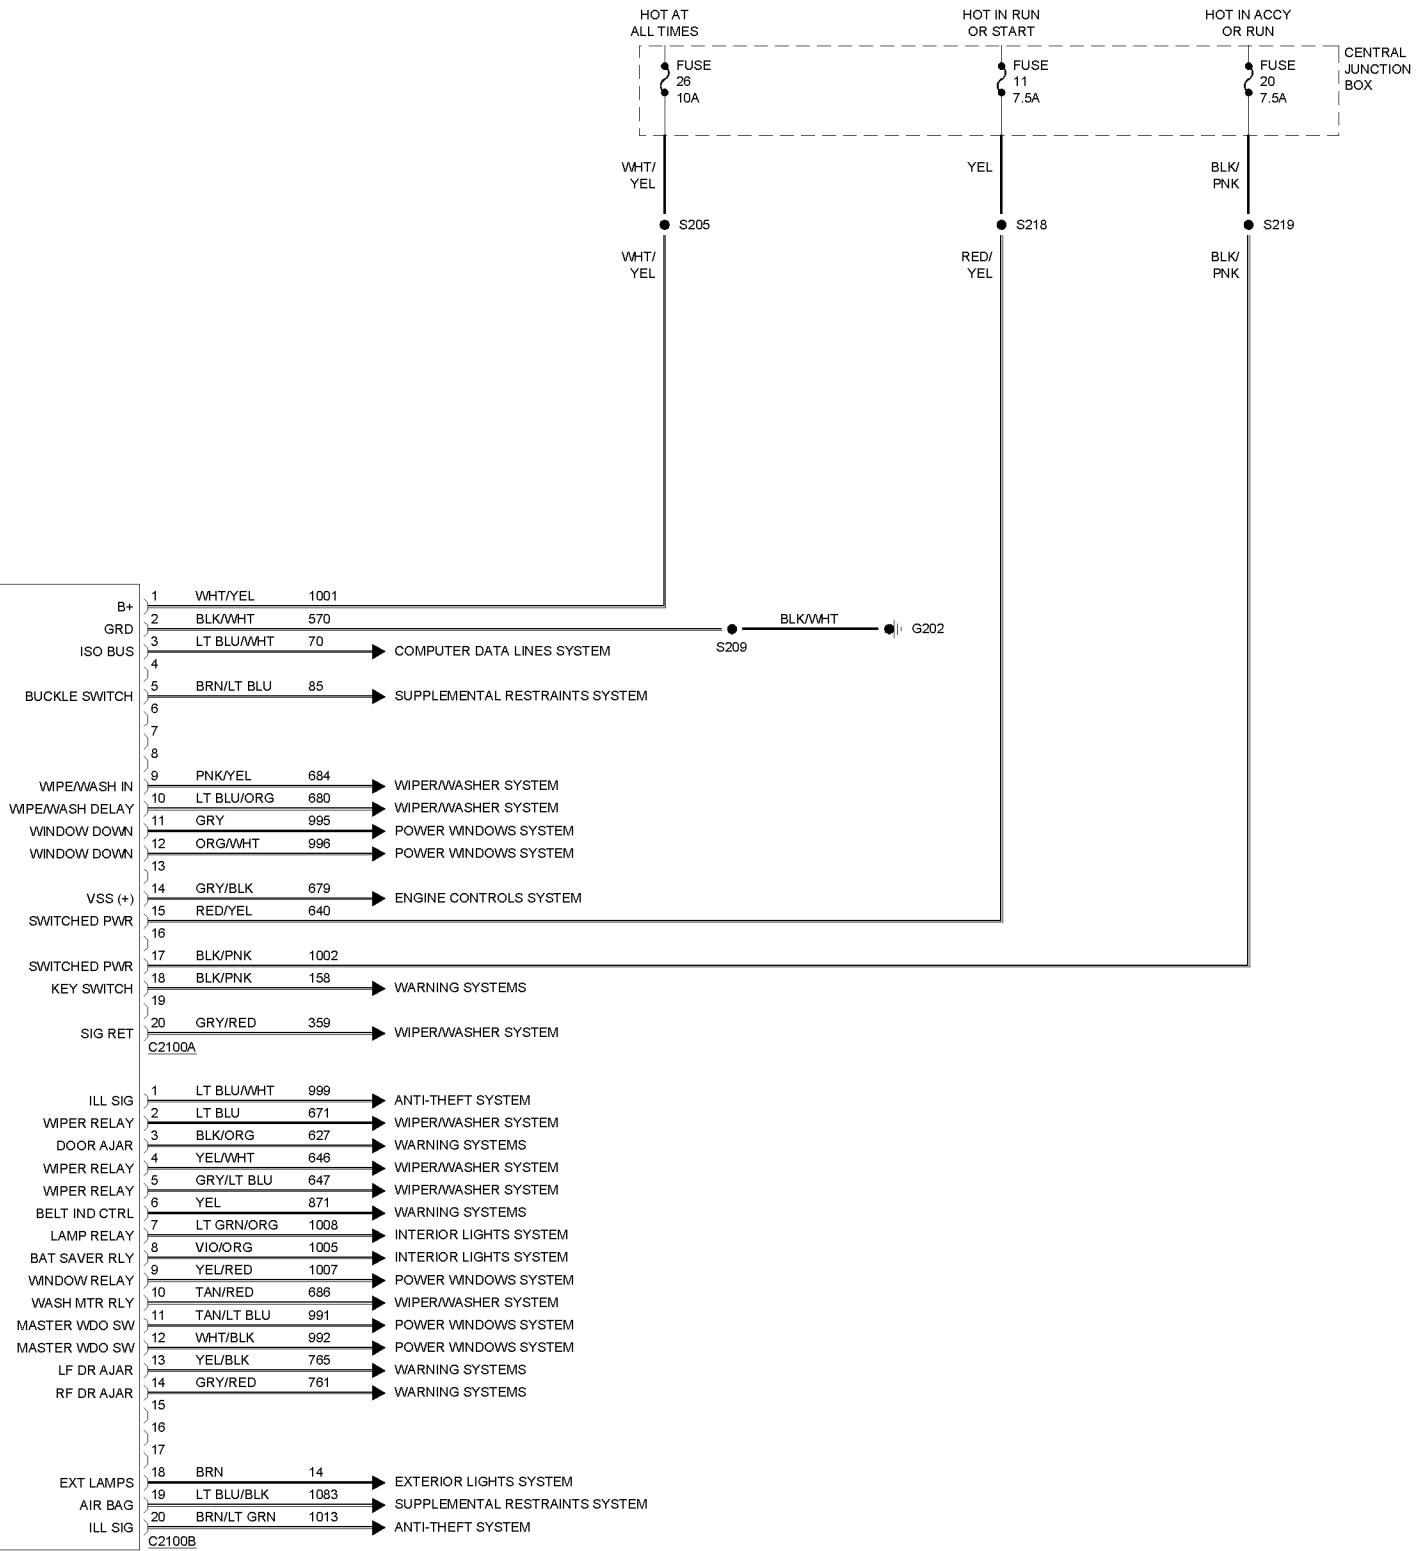 HOT AT
ALL TIMES
HOT IN RUN
OR START
HOT IN ACCY
OR RUN
CENTRAL
JUNCTION
BOX
FUSE
26
10A
FUSE
11
7.5A
FUSE
20
7.5A
WHT/
YEL
YEL
BLK/
PNK
S205
S218
S219
WHT/
YEL
RED/
YEL
BLK/
PNK
B+ 1 WHT/YEL 1001
GRD 2 BLK/WHT 570
S209
BLK/WHT
G202
ISO BUS 3 LT BLU/WHT 70 COMPUTER DATA LINES SYSTEM
4
BUCKLE SWITCH 5 BRN/LT BLU 85 SUPPLEMENTAL RESTRAINTS SYSTEM
6
7
8
WIPE/WASH IN 9 PNK/YEL 684 WIPER/WASHER SYSTEM
WIPE/WASH DELAY 10 LT BLU/ORG 680 WIPER/WASHER SYSTEM
WINDOW DOWN 11 GRY 995 POWER WINDOWS SYSTEM
WINDOW DOWN 12 ORG/WHT 996 POWER WINDOWS SYSTEM
13
VSS (+) 14 GRY/BLK 679 ENGINE CONTROLS SYSTEM
SWITCHED PWR 15 RED/YEL 640
16
SWITCHED PWR 17 BLK/PNK 1002
KEY SWITCH 18 BLK/PNK 158 WARNING SYSTEMS
19
SIG RET 20 GRY/RED 359 WIPER/WASHER SYSTEM
C2100A
ILL SIG 1 LT BLU/WHT 999 ANTI-THEFT SYSTEM
WIPER RELAY 2 LT BLU 671 WIPER/WASHER SYSTEM
DOOR AJAR 3 BLK/ORG 627 WARNING SYSTEMS
WIPER RELAY 4 YEL/WHT 646 WIPER/WASHER SYSTEM
WIPER RELAY 5 GRY/LT BLU 647 WIPER/WASHER SYSTEM
BELT IND CTRL 6 YEL 871 WARNING SYSTEMS
LAMP RELAY 7 LT GRN/ORG 1008 INTERIOR LIGHTS SYSTEM
BAT SAVER RLY 8 VIO/ORG 1005 INTERIOR LIGHTS SYSTEM
WINDOW RELAY 9 YEL/RED 1007 POWER WINDOWS SYSTEM
WASH MTR RLY 10 TAN/RED 686 WIPER/WASHER SYSTEM
MASTER WDO SW 11 TAN/LT BLU 991 POWER WINDOWS SYSTEM
MASTER WDO SW 12 WHT/BLK 992 POWER WINDOWS SYSTEM
LF DR AJAR 13 YEL/BLK 765 WARNING SYSTEMS
RF DR AJAR 14 GRY/RED 761 WARNING SYSTEMS
15
16
17
EXT LAMPS 18 BRN 14 EXTERIOR LIGHTS SYSTEM
AIR BAG 19 LT BLU/BLK 1083 SUPPLEMENTAL RESTRAINTS SYSTEM
ILL SIG 20 BRN/LT GRN 1013 ANTI-THEFT SYSTEM
C2100B